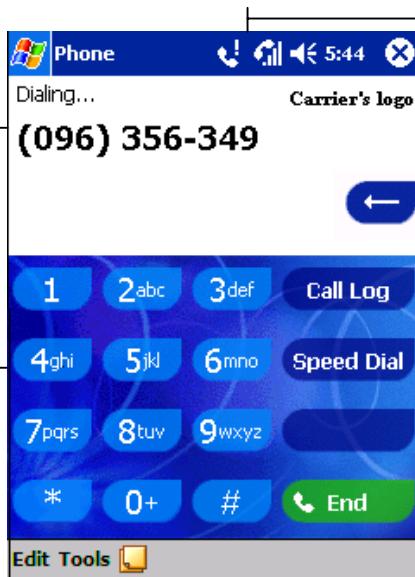 Phone 5:44
Dialing... Carrier's logo
(096) 356-349
1 2abc 3def Call Log
4ghi 5jkl 6mno Speed Dial
7pqrs 8tuv 9wxyz
* 0+ # End
Edit Tools